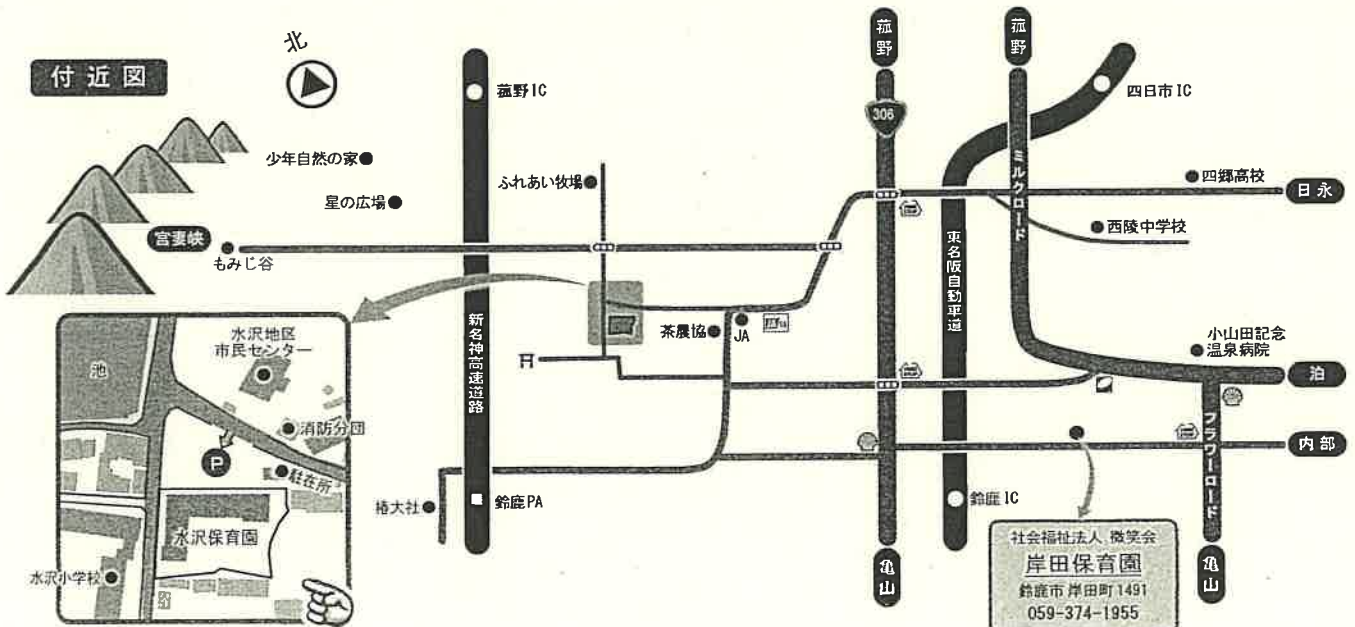 付近図
北
菰野IC
菰野
菰野
四日市IC
306
少年自然の家
ふれあい牧場
四郷高校
日永
星の広場
ミルクロード
西陵中学校
宮妻峡
もみじ谷
東名阪自動車道
新名神高速道路
茶農協
JA
小山田記念
温泉病院
泊
水沢地区
市民センター
池
消防分団
P
駐在所
フラワーロード
内部
椿大社
鈴鹿PA
鈴鹿IC
水沢保育園
水沢小学校
亀山
亀山
社会福祉法人 微笑会
岸田保育園
鈴鹿市 岸田町1491
059-374-1955